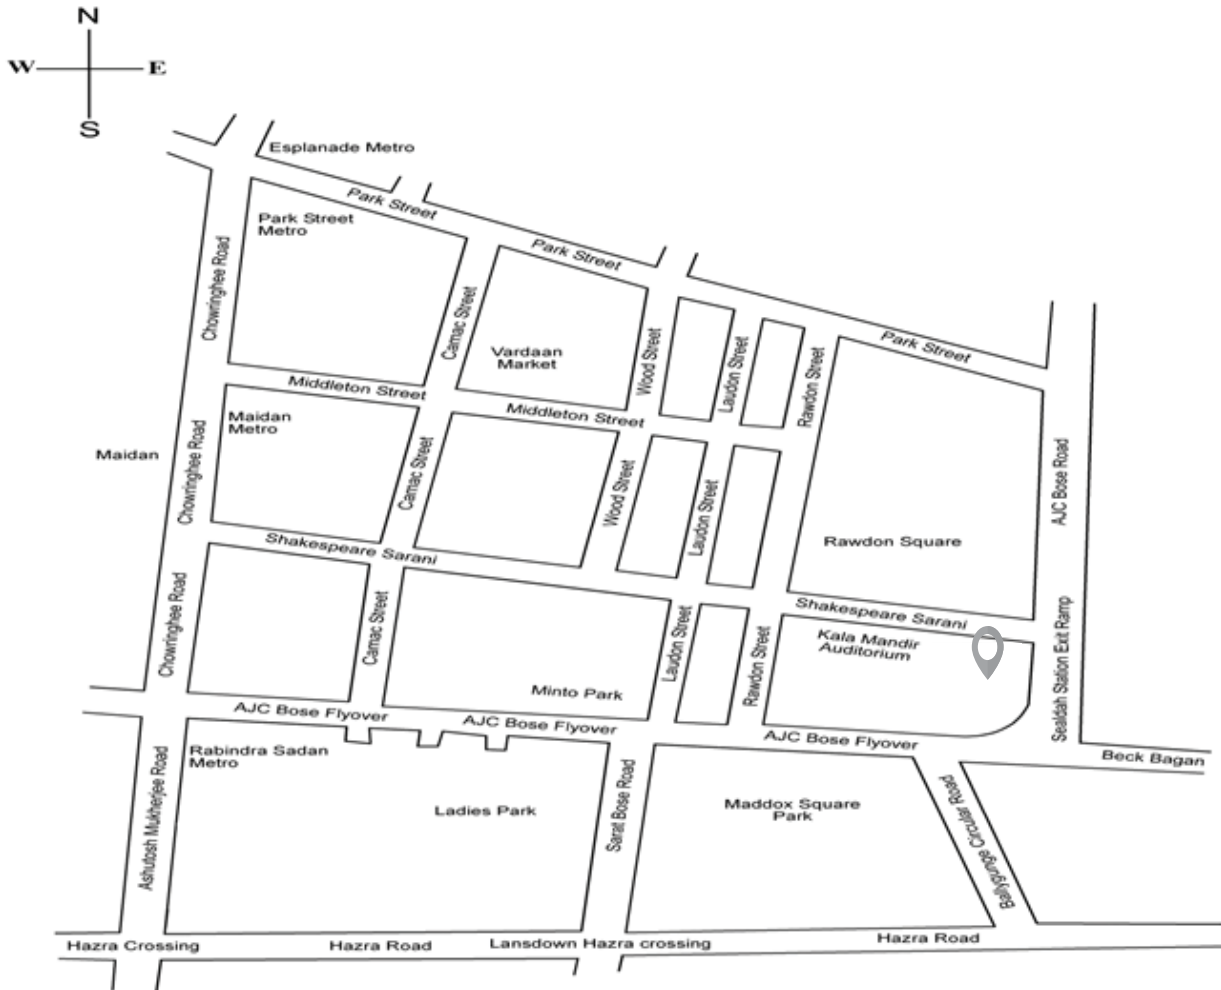 N
W E
S
Esplanade Metro
Park Street
Park Street
Metro
Park Street
Park Street
Chowringhee Road
Camac Street
Vardaan
Market
Wood Street
Laudon Street
Rawdon Street
Middleton Street
Middleton Street
Maidan
Metro
Maidan
Chowringhee Road
Camac Street
Wood Street
Laudon Street
AJC Bose Road
Rawdon Square
Shakespeare Sarani
Shakespeare Sarani
Chowringhee Road
Camac Street
Laudon Street
Rawdon Street
Kala Mandir
Auditorium
Sealdah Station Exit Ramp
Minto Park
AJC Bose Flyover
AJC Bose Flyover
AJC Bose Flyover
Rabindra Sadan
Metro
Beck Bagan
Ashutosh Mukherjee Road
Ladies Park
Sarat Bose Road
Maddox Square
Park
Ballygunge Circular Road
Hazra Crossing
Hazra Road
Lansdown Hazra crossing
Hazra Road